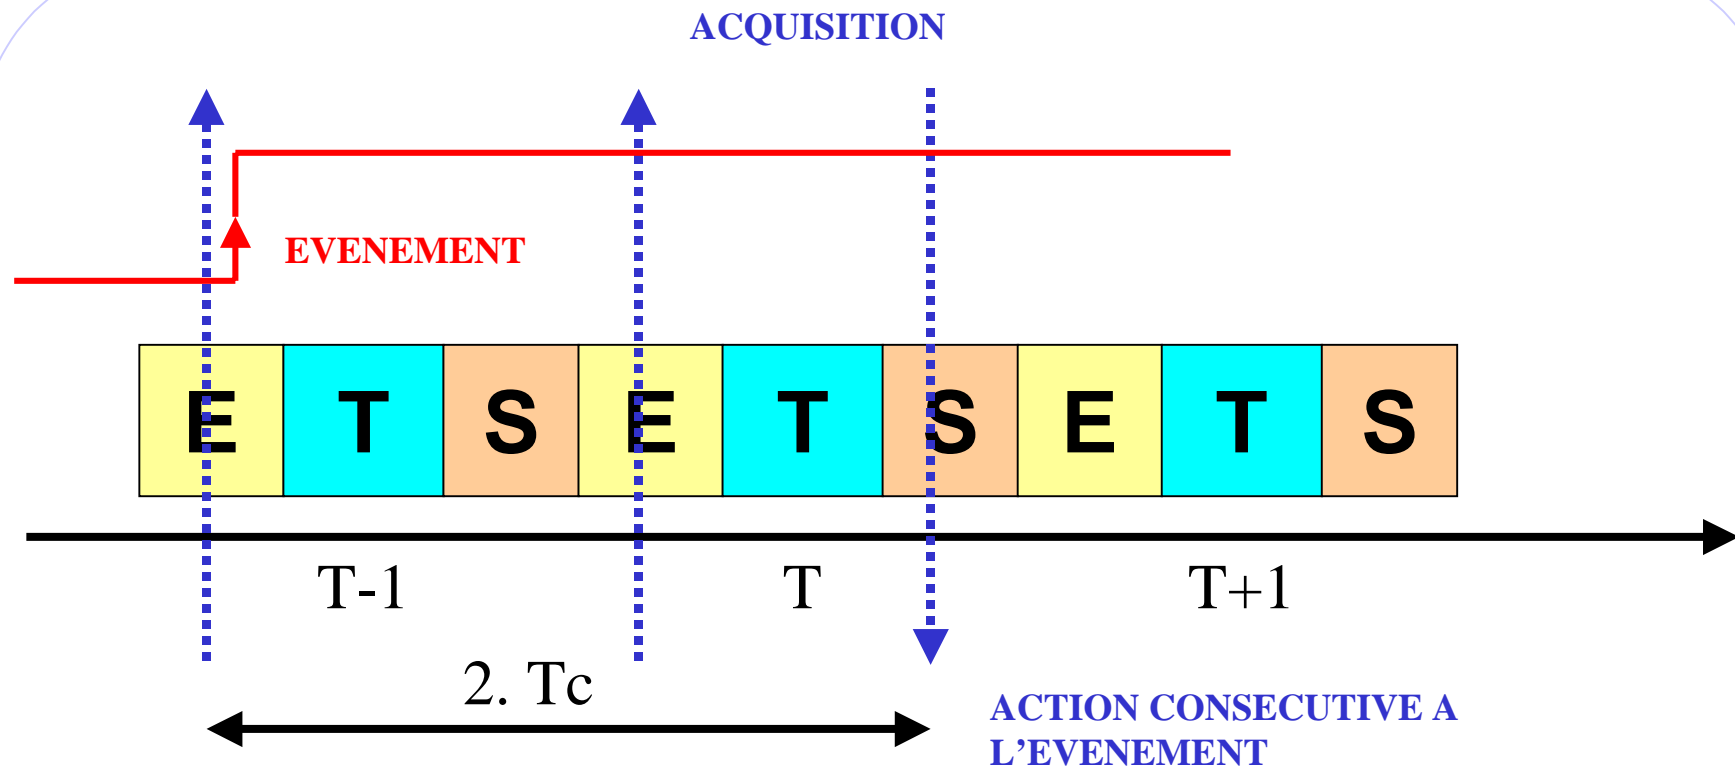 ACQUISITION
EVENEMENT
E T S E T S E T S
T-1 T T+1
2. Tc
ACTION CONSECUTIVE A
L’EVENEMENT